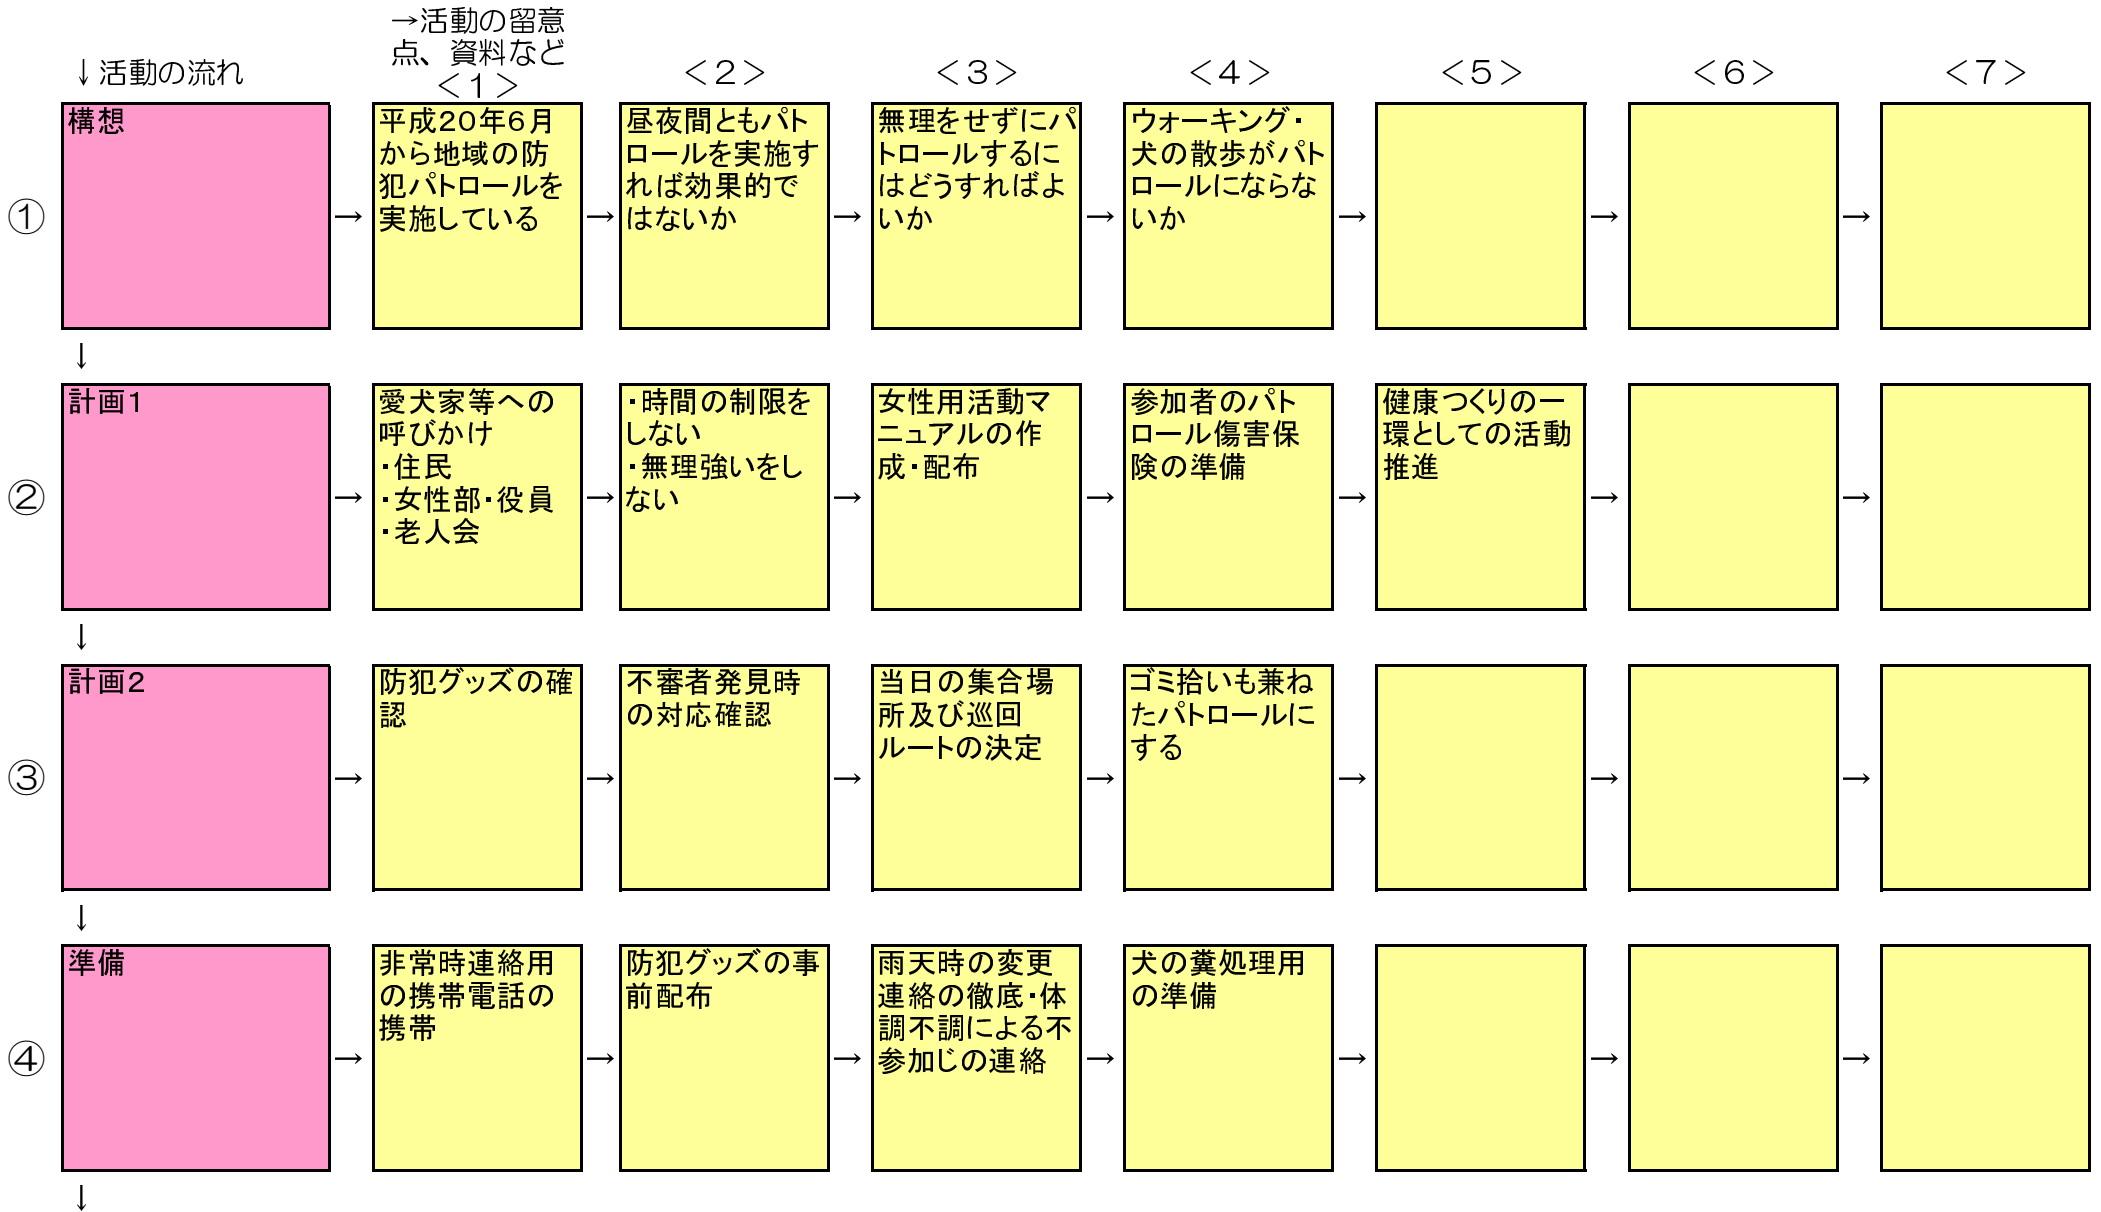 →活動の留意
点、資料など
↓活動の流れ
＜１＞
＜２＞
＜３＞
＜４＞
＜５＞
＜６＞
＜７＞
①
構想
→
平成２０年６月
から地域の防
犯パトロールを
実施している
→
昼夜間ともパト
ロールを実施す
れば効果的で
はないか
→
無理をせずにパ
トロールするに
はどうすればよ
いか
→
ウォーキング・
犬の散歩がパト
ロールにならな
いか
→
→
→
↓
②
計画１
→
愛犬家等への
呼びかけ
・住民
・女性部・役員
・老人会
→
・時間の制限を
しない
・無理強いをし
ない
→
女性用活動マ
ニュアルの作
成・配布
→
参加者のパト
ロール傷害保
険の準備
→
健康つくりの一
環としての活動
推進
→
→
↓
③
計画２
→
防犯グッズの確
認
→
不審者発見時
の対応確認
→
当日の集合場
所及び巡回
ルートの決定
→
ゴミ拾いも兼ね
たパトロールに
する
→
→
→
↓
④
準備
→
非常時連絡用
の携帯電話の
携帯
→
防犯グッズの事
前配布
→
雨天時の変更
連絡の徹底・体
調不調による不
参加じの連絡
→
犬の糞処理用
の準備
→
→
→
↓